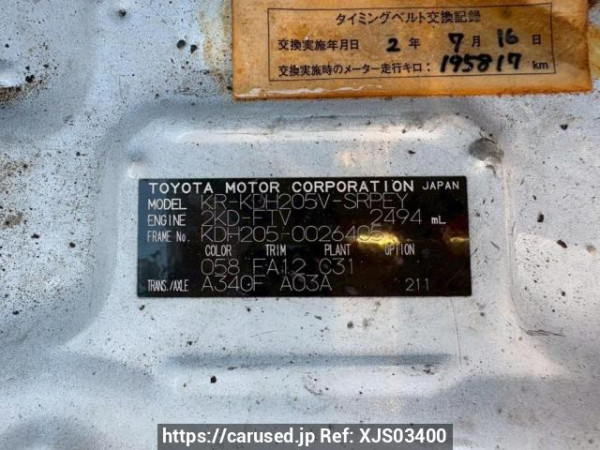 タイミングベルト交換記録
交換実施年月日 2 年 7 月 16 日
交換実施時のメーター走行キロ： 195817 km
TOYOTA MOTOR CORPORATION JAPAN
MODEL KR-KDH205V-SRPEY
ENGINE 2KD-FTV 2494 mL
FRAME No. KDH205-0026405
COLOR TRIM PLANT OPTION
058 FA12 C31
TRANS./AXLE A340F A03A 211
https://carused.jp Ref: XJS03400